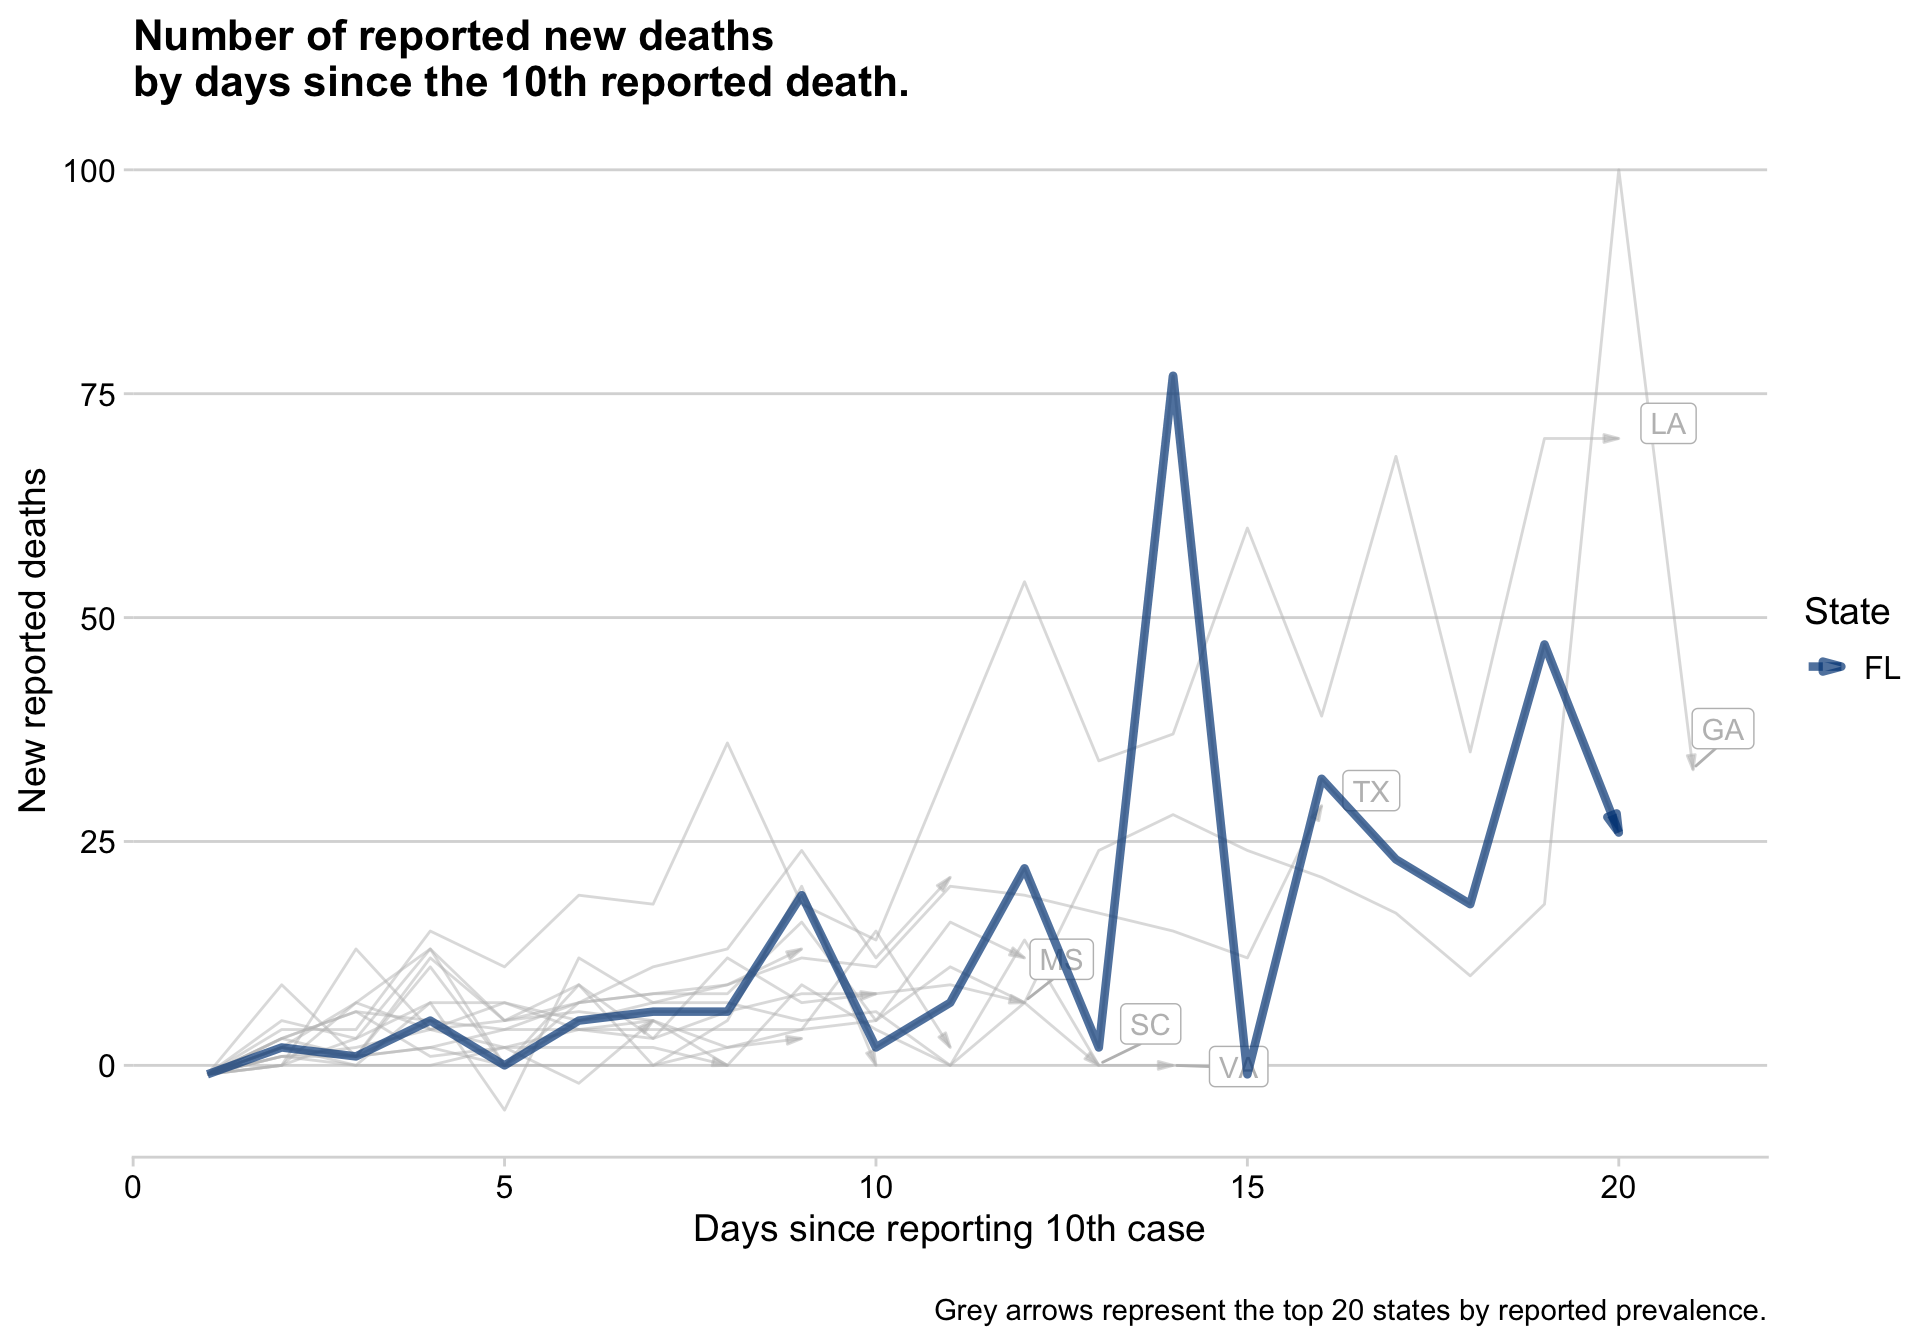 Number of reported new deaths
by days since the 10th reported death.
100
75
50
25
0
New reported deaths
LA
GA
TX
MS
SC
VA
State
FL
0 5 10 15 20
Days since reporting 10th case
Grey arrows represent the top 20 states by reported prevalence.